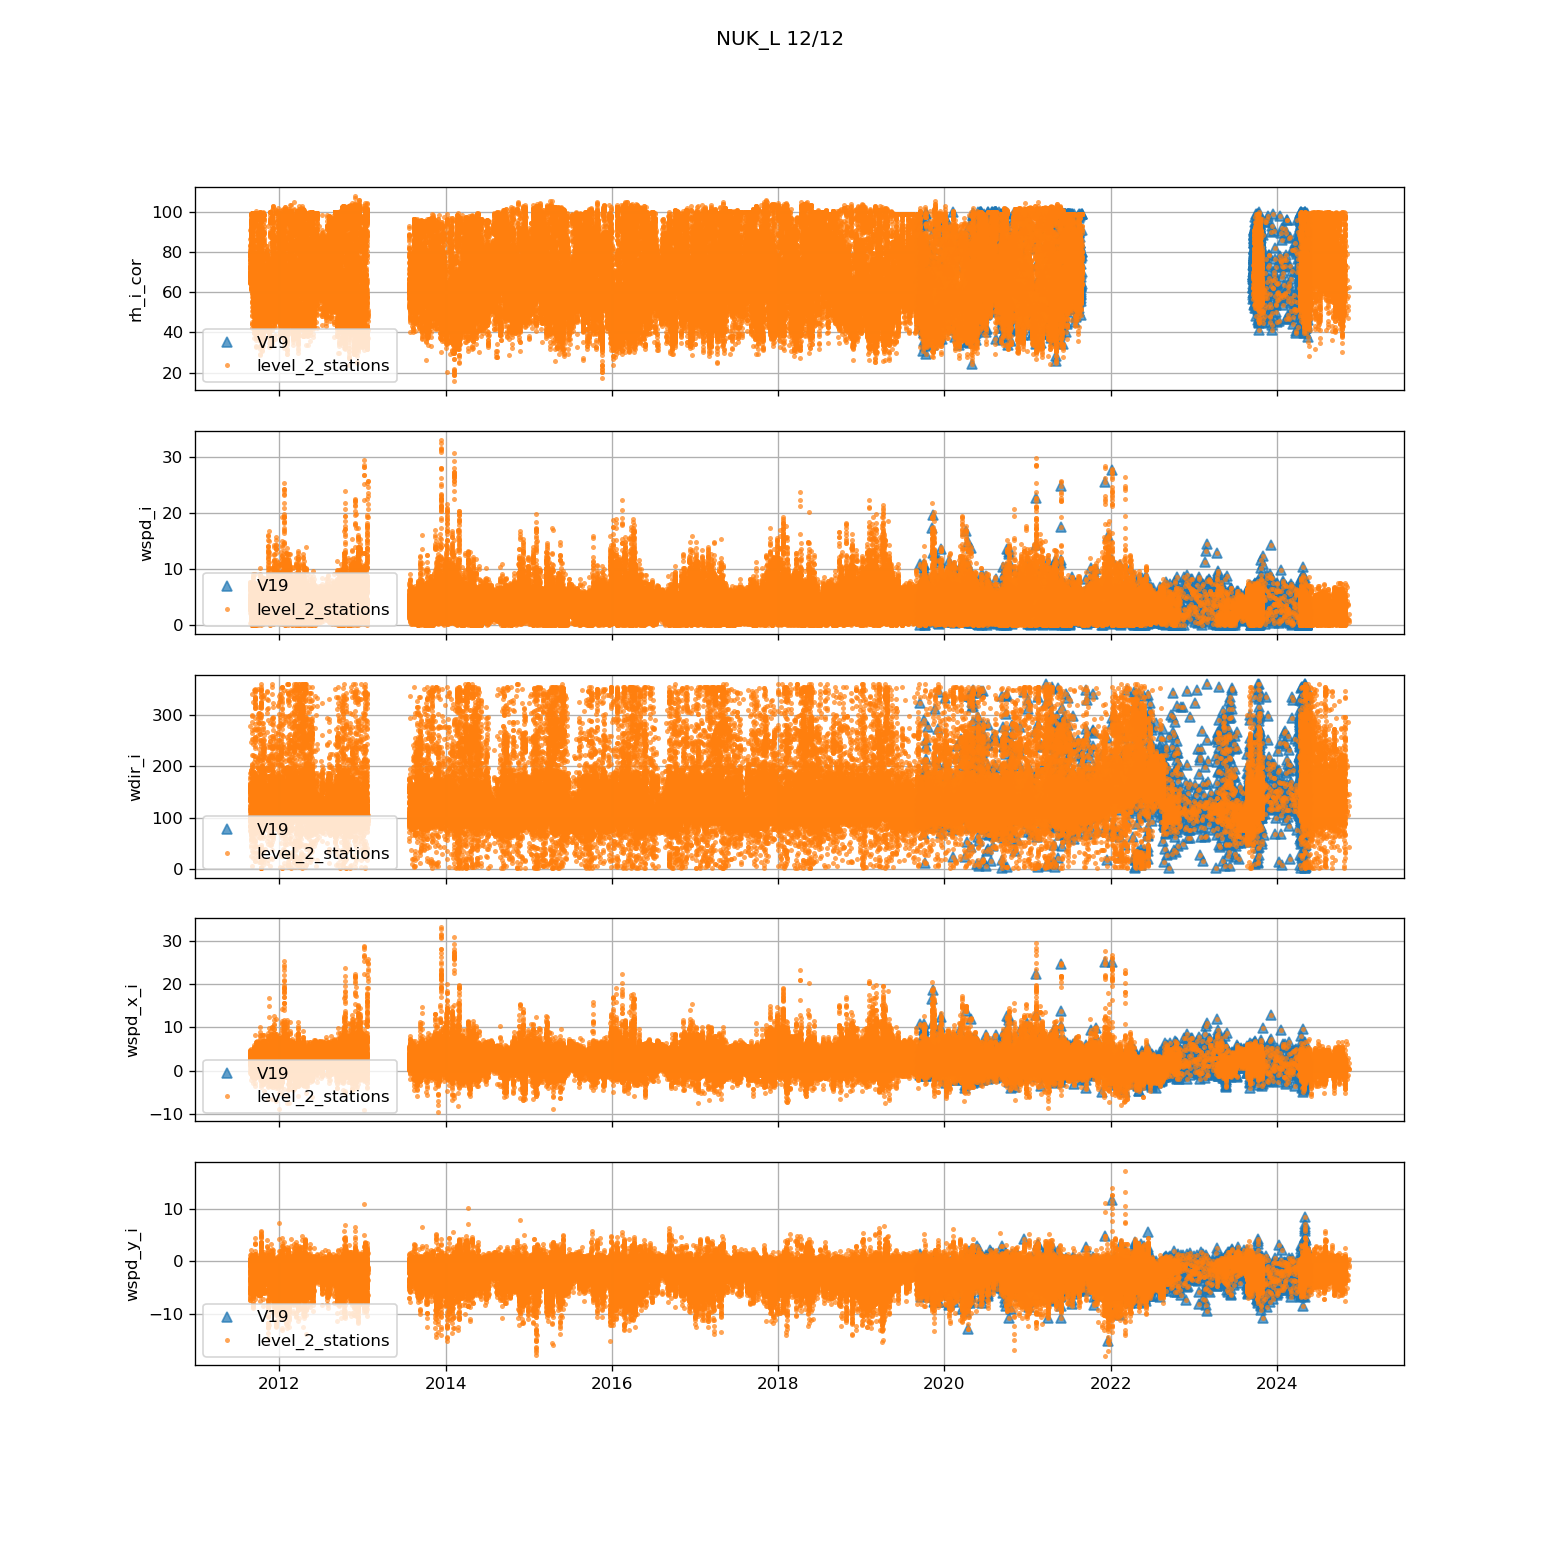 NUK_L 12/12
rh_i_cor
100
80
60
40
20
V19
level_2_stations
wspd_i
30
20
10
0
V19
level_2_stations
wdir_i
300
200
100
0
V19
level_2_stations
wspd_x_i
30
20
10
0
−10
V19
level_2_stations
wspd_y_i
10
0
−10
V19
level_2_stations
2012 2014 2016 2018 2020 2022 2024